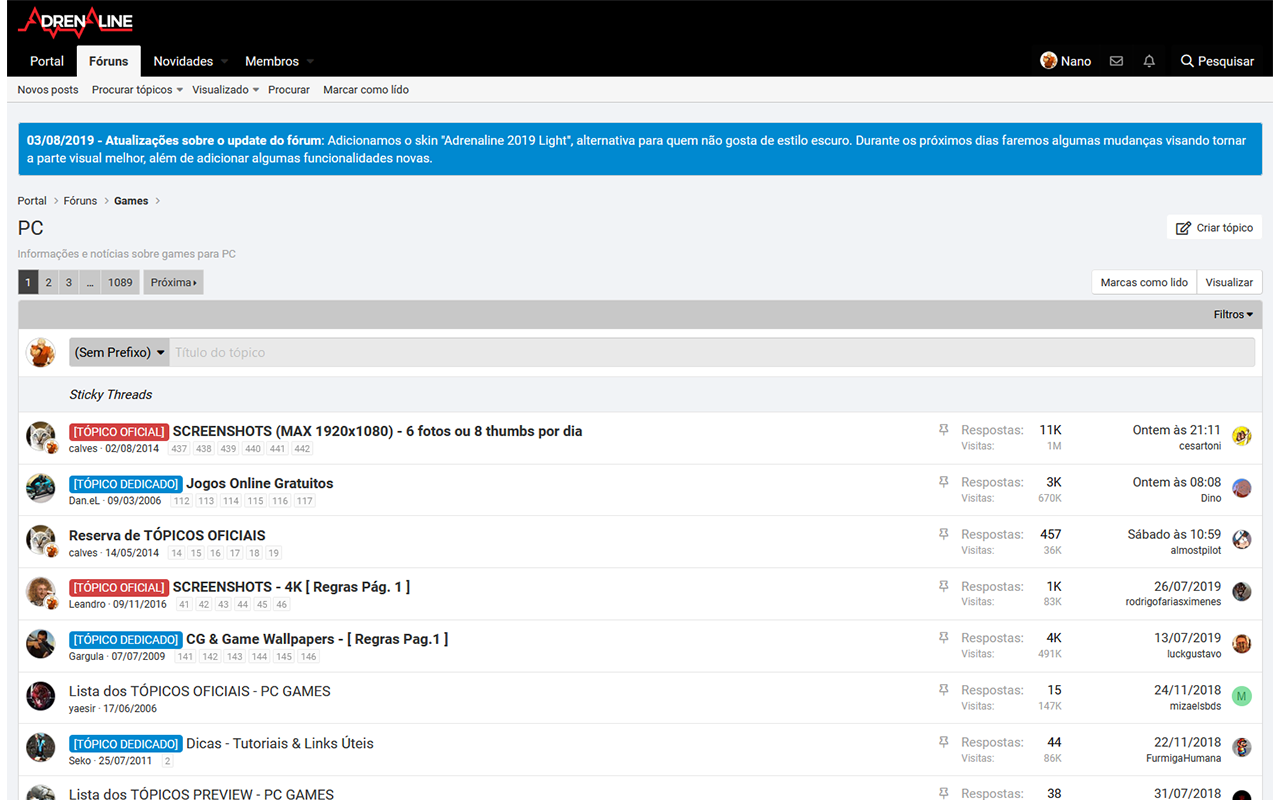 ADRENALINE
Portal Fóruns Novidades Membros Nano Pesquisar
Novos posts Procurar tópicos Visualizado Procurar Marcar como lído
03/08/2019 - Atualizações sobre o update do fórum: Adicionamos o skin "Adrenaline 2019 Light", alternativa para quem não gosta de estilo escuro. Durante os próximos dias faremos algumas mudanças visando tornar
a parte visual melhor, além de adicionar algumas funcionalidades novas.
Portal > Fóruns > Games >
PC
Criar tópico
Informações e notícias sobre games para PC
1 2 3 ... 1089 Próxima
Marcas como lido Visualizar
Filtros
(Sem Prefixo) Título do tópico
Sticky Threads
[TÓPICO OFICIAL] SCREENSHOTS (MAX 1920x1080) - 6 fotos ou 8 thumbs por dia Respostas: 11K Ontem às 21:11
calves · 02/08/2014 437 438 439 440 441 442 Visitas: 1M cesartoni
[TÓPICO DEDICADO] Jogos Online Gratuitos Respostas: 3K Ontem às 08:08
Dan.eL · 09/03/2006 112 113 114 115 116 117 Visitas: 670K Dino
Reserva de TÓPICOS OFICIAIS Respostas: 457 Sábado às 10:59
calves · 14/05/2014 14 15 16 17 18 19 Visitas: 36K almostpilot
[TÓPICO OFICIAL] SCREENSHOTS - 4K [ Regras Pág. 1 ] Respostas: 1K 26/07/2019
Leandro · 09/11/2016 41 42 43 44 45 46 Visitas: 83K rodrigofariasximenes
[TÓPICO DEDICADO] CG & Game Wallpapers - [ Regras Pag.1 ] Respostas: 4K 13/07/2019
Gargula · 07/07/2009 141 142 143 144 145 146 Visitas: 491K luckgustavo
Lista dos TÓPICOS OFICIAIS - PC GAMES Respostas: 15 24/11/2018
yaesir · 17/06/2006 Visitas: 147K mizaelsbds
M
[TÓPICO DEDICADO] Dicas - Tutoriais & Links Úteis Respostas: 44 22/11/2018
Seko · 25/07/2011 2 Visitas: 86K FurmigaHumana
Lista dos TÓPICOS PREVIEW - PC GAMES Respostas: 38 31/07/2018